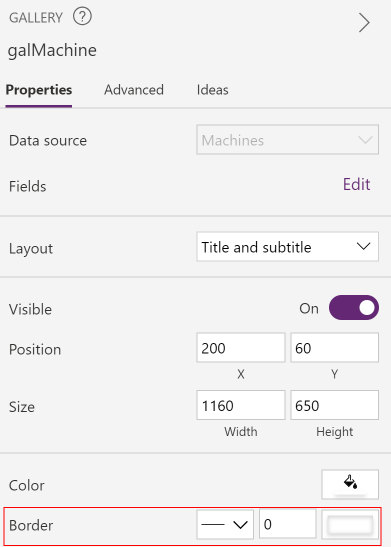 GALLERY ?
galMachine
Properties Advanced Ideas
Data source Machines
Fields Edit
Layout Title and subtitle
Visible On
Position 200 60
X Y
Size 1160 650
Width Height
Color
Border 0